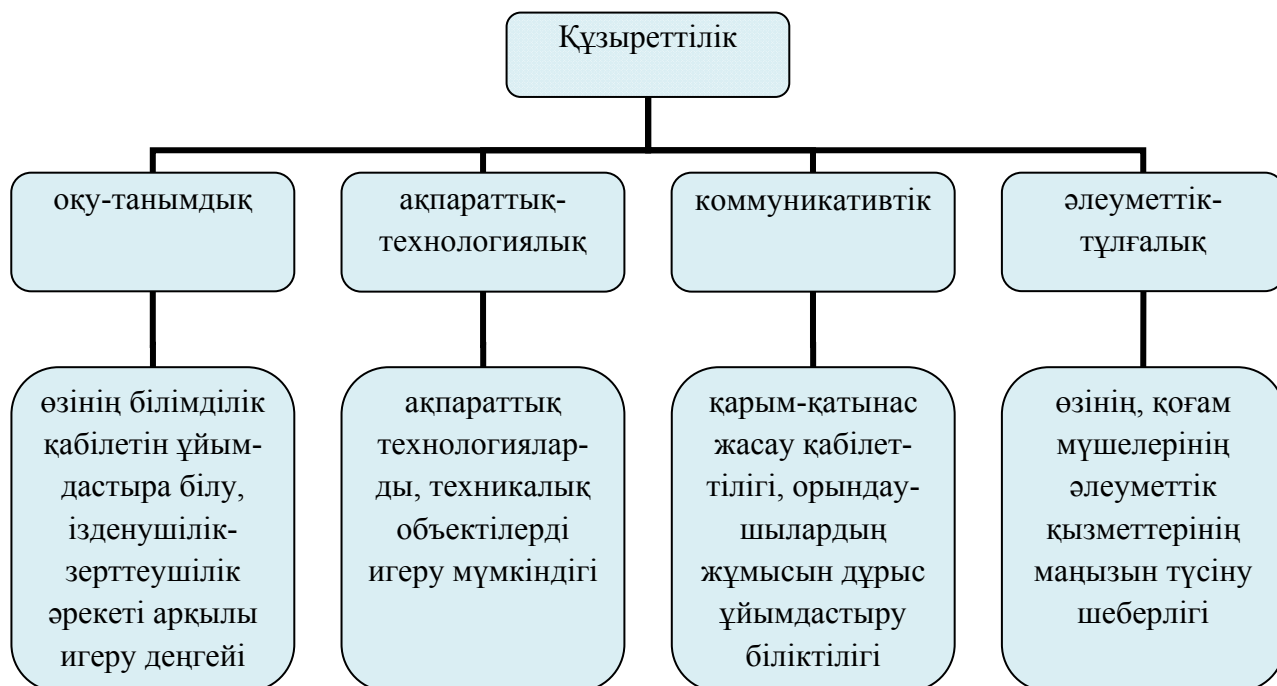 Құзыреттілік
оқу-танымдық
ақпараттық-
технологиялық
коммуникативтік
әлеуметтік-
тұлғалық
өзінің білімділік
қабілетін ұйым-
дастыра білу,
ізденушілік-
зерттеушілік
әрекеті арқылы
игеру деңгейі
ақпараттық
технологиялар-
ды, техникалық
объектілерді
игеру мүмкіндігі
қарым-қатынас
жасау қабілет-
тілігі, орындау-
шылардың
жұмысын дұрыс
ұйымдастыру
біліктілігі
өзінің, қоғам
мүшелерінің
әлеуметтік
қызметтерінің
маңызын түсіну
шеберлігі